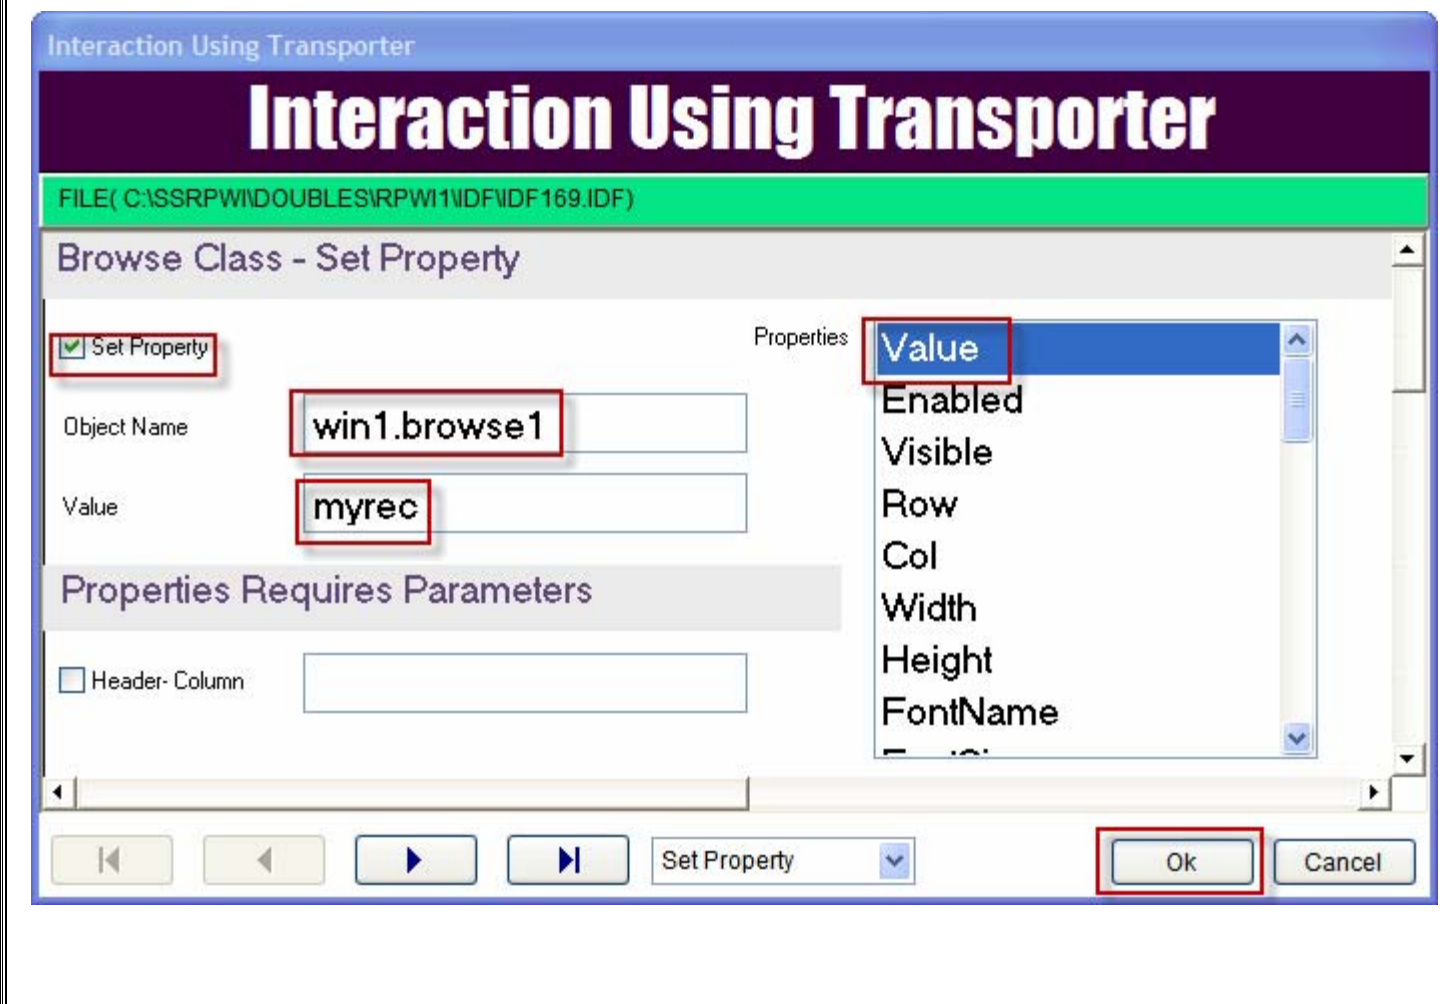 Interaction Using Transporter
Interaction Using Transporter
FILE( C:\SSRPWI\DOUBLES\RPWI1\IDF\IDF169.IDF)
Browse Class - Set Property
Set Property
Properties
Object Name
win1.browse1
Value
myrec
Value
Enabled
Visible
Row
Col
Width
Height
FontName
Properties Requires Parameters
Header- Column
Set Property
Ok
Cancel